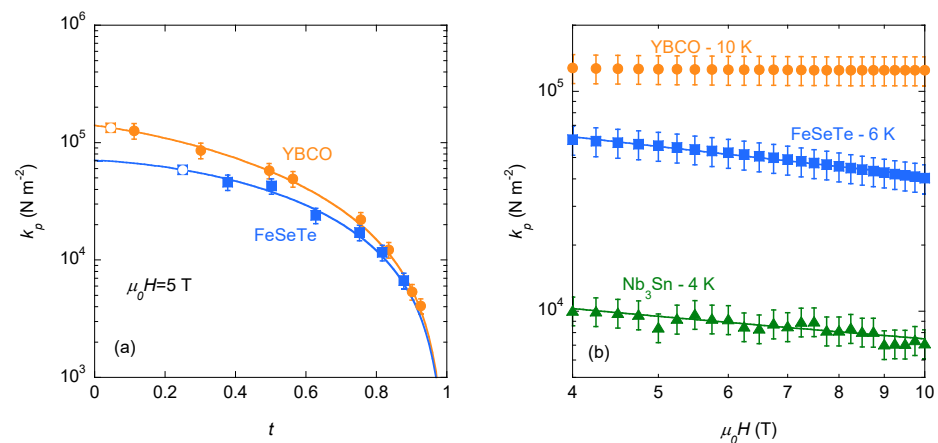 10^6
10^5
10^4
10^3
k_p (N m^-2)
YBCO
FeSeTe
μ_0H=5 T
(a)
0 0.2 0.4 0.6 0.8 1
t
10^5
10^4
k_p (N m^-2)
YBCO - 10 K
FeSeTe - 6 K
Nb_3Sn - 4 K
(b)
4 5 6 7 8 9 10
μ_0H (T)